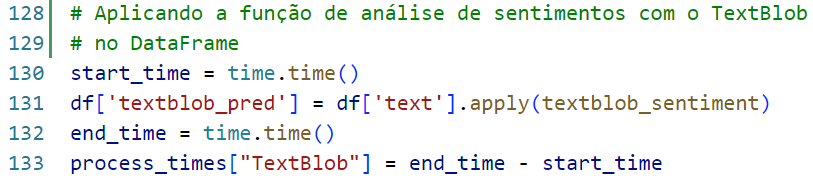 128 # Aplicando a função de análise de sentimentos com o TextBlob
129 # no DataFrame
130 start_time = time.time()
131 df['textblob_pred'] = df['text'].apply(textblob_sentiment)
132 end_time = time.time()
133 process_times["TextBlob"] = end_time - start_time